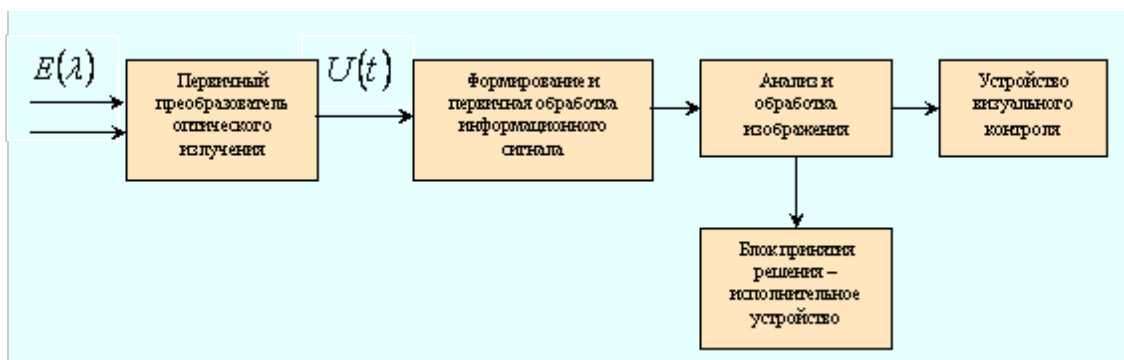 E(λ)
Первичный
преобразователь
оптического
излучения
U(t)
Формирование и
первичная обработка
информационного
сигнала
Анализ и
обработка
изображения
Устройство
визуального
контроля
Блок принятия
решения –
исполнительное
устройство